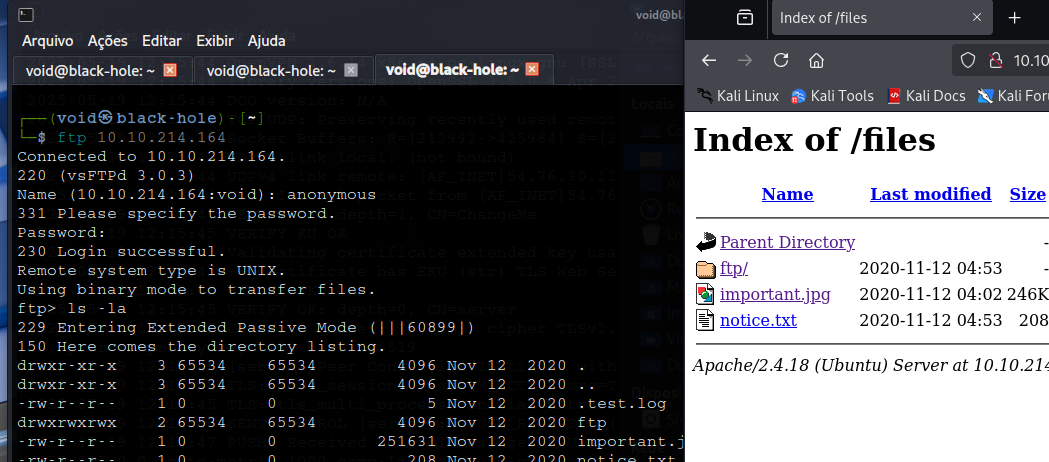 void@bla
Arquivo Ações Editar Exibir Ajuda
void@black-hole: ~ void@black-hole: ~ void@black-hole: ~
┌──(void㉿black-hole)-[~]
└─$ ftp 10.10.214.164
Connected to 10.10.214.164.
220 (vsFTPd 3.0.3)
Name (10.10.214.164:void): anonymous
331 Please specify the password.
Password:
230 Login successful.
Remote system type is UNIX.
Using binary mode to transfer files.
ftp> ls -la
229 Entering Extended Passive Mode (|||60899|)
150 Here comes the directory listing.
drwxr-xr-x 3 65534 65534 4096 Nov 12 2020 .
drwxr-xr-x 3 65534 65534 4096 Nov 12 2020 ..
-rw-r--r-- 1 0 0 5 Nov 12 2020 .test.log
drwxrwxrwx 2 65534 65534 4096 Nov 12 2020 ftp
-rw-r--r-- 1 0 0 251631 Nov 12 2020 important.j
-rw-r--r-- 1 0 0 208 Nov 12 2020 notice.txt
Index of /files
10.10
Kali Linux Kali Tools Kali Docs Kali For
Index of /files
Name Last modified Size
Parent Directory -
ftp/ 2020-11-12 04:53 -
important.jpg 2020-11-12 04:02 246K
notice.txt 2020-11-12 04:53 208
Apache/2.4.18 (Ubuntu) Server at 10.10.214